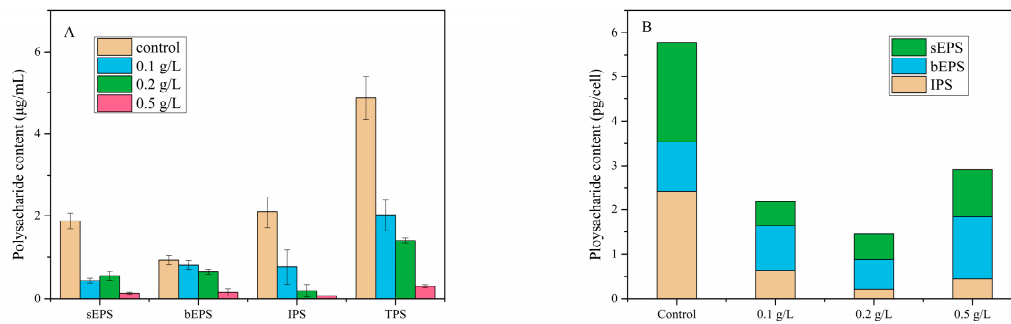 A
control
0.1 g/L
0.2 g/L
0.5 g/L
Polysacharide content (μg/mL)
6
4
2
0
sEPS bEPS IPS TPS
B
sEPS
bEPS
IPS
Ploysacharide content (pg/cell)
6
5
4
3
2
1
0
Control 0.1 g/L 0.2 g/L 0.5 g/L